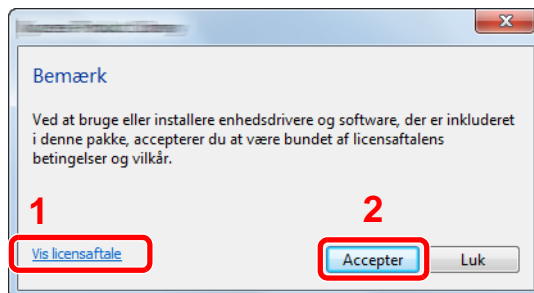 Bemærk
Ved at bruge eller installere enhedsdrivere og software, der er inkluderet
i denne pakke, accepterer du at være bundet af licensaftalens
betingelser og vilkår.
1
2
Vis licensaftale
Accepter
Luk